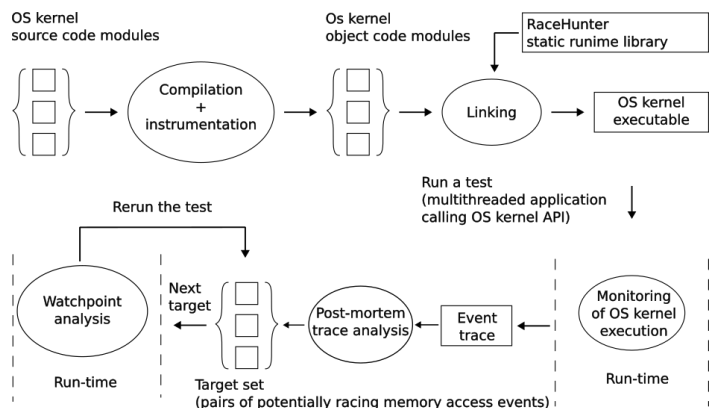 OS kernel
source code modules
Os kernel
object code modules
RaceHunter
static runime library
Compilation
+
instrumentation
Linking
OS kernel
executable
Run a test
(multithreaded application
calling OS kernel API)
Rerun the test
Watchpoint
analysis
Next
target
Post-mortem
trace analysis
Event
trace
Monitoring
of OS kernel
execution
Run-time
Run-time
Target set
(pairs of potentially racing memory access events)